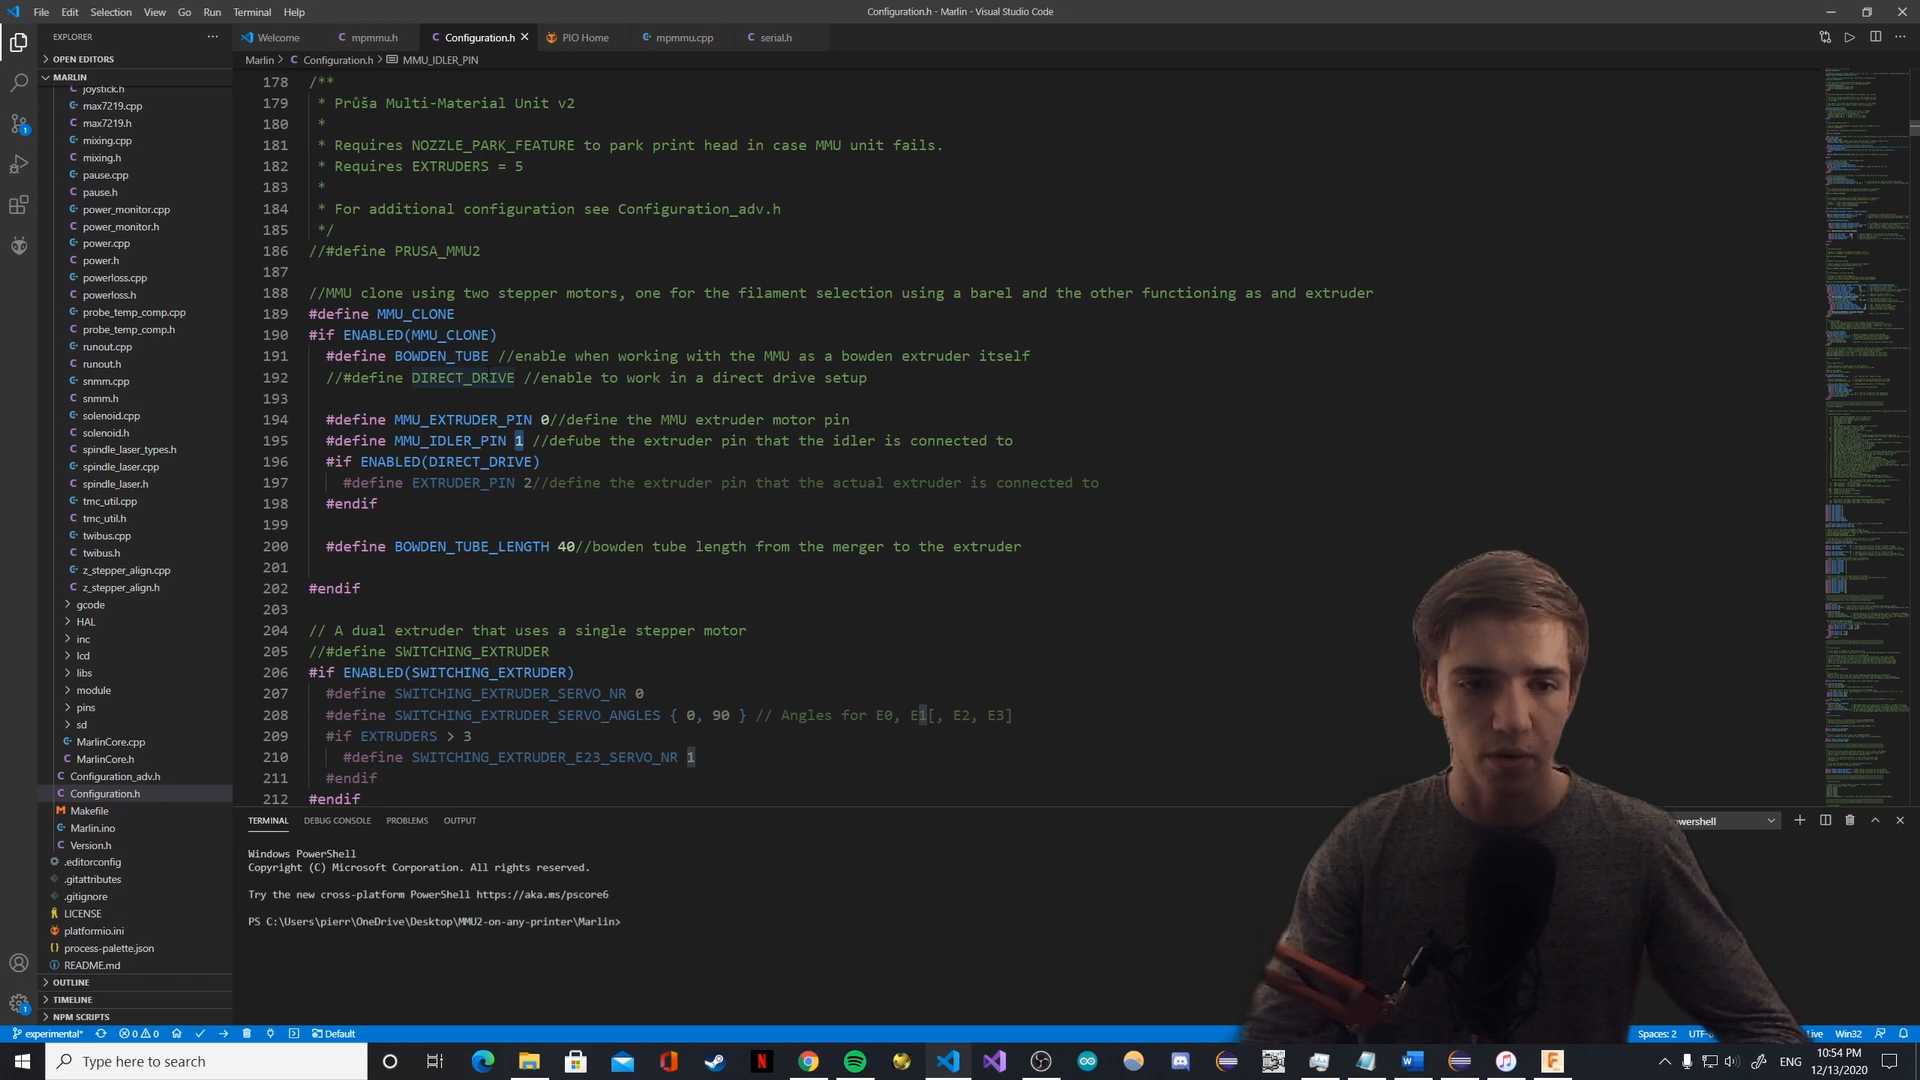 File Edit Selection View Go Run Terminal Help
Configuration.h - Marlin - Visual Studio Code
EXPLORER
OPEN EDITORS
MARLIN
joystick.h
max7219.cpp
max7219.h
mixing.cpp
mixing.h
pause.cpp
pause.h
power_monitor.cpp
power_monitor.h
power.cpp
power.h
powerloss.cpp
powerloss.h
probe_temp_comp.cpp
probe_temp_comp.h
runout.cpp
runout.h
snmm.cpp
snmm.h
solenoid.cpp
solenoid.h
spindle_laser_types.h
spindle_laser.cpp
spindle_laser.h
tmc_util.cpp
tmc_util.h
twibus.cpp
twibus.h
z_stepper_align.cpp
z_stepper_align.h
gcode
HAL
inc
lcd
libs
module
pins
sd
MarlinCore.cpp
MarlinCore.h
Configuration_adv.h
Configuration.h
Makefile
Marlin.ino
Version.h
.editorconfig
.gitattributes
.gitignore
LICENSE
platformio.ini
process-palette.json
README.md
OUTLINE
TIMELINE
NPM SCRIPTS
Welcome mpmmu.h Configuration.h PIO Home mpmmu.cpp serial.h
Marlin > Configuration.h > MMU_IDLER_PIN
178 /**
179 * Průša Multi-Material Unit v2
180 *
181 * Requires NOZZLE_PARK_FEATURE to park print head in case MMU unit fails.
182 * Requires EXTRUDERS = 5
183 *
184 * For additional configuration see Configuration_adv.h
185 */
186 //#define PRUSA_MMU2
187
188 //MMU clone using two stepper motors, one for the filament selection using a barel and the other functioning as and extruder
189 #define MMU_CLONE
190 #if ENABLED(MMU_CLONE)
191 #define BOWDEN_TUBE //enable when working with the MMU as a bowden extruder itself
192 //#define DIRECT_DRIVE //enable to work in a direct drive setup
193
194 #define MMU_EXTRUDER_PIN 0//define the MMU extruder motor pin
195 #define MMU_IDLER_PIN 1 //defube the extruder pin that the idler is connected to
196 #if ENABLED(DIRECT_DRIVE)
197 #define EXTRUDER_PIN 2//define the extruder pin that the actual extruder is connected to
198 #endif
199
200 #define BOWDEN_TUBE_LENGTH 40//bowden tube length from the merger to the extruder
201
202 #endif
203
204 // A dual extruder that uses a single stepper motor
205 //#define SWITCHING_EXTRUDER
206 #if ENABLED(SWITCHING_EXTRUDER)
207 #define SWITCHING_EXTRUDER_SERVO_NR 0
208 #define SWITCHING_EXTRUDER_SERVO_ANGLES { 0, 90 } // Angles for E0, E1[, E2, E3]
209 #if EXTRUDERS > 3
210 #define SWITCHING_EXTRUDER_E23_SERVO_NR 1
211 #endif
212 #endif
TERMINAL DEBUG CONSOLE PROBLEMS OUTPUT
Windows PowerShell
Copyright (C) Microsoft Corporation. All rights reserved.
Try the new cross-platform PowerShell https://aka.ms/pscore6
PS C:\Users\pierr\OneDrive\Desktop\MMU2-on-any-printer\Marlin>
experimental* 0 0 Default
Spaces: 2 Live Win32
Type here to search
ENG
10:54 PM
12/13/2020